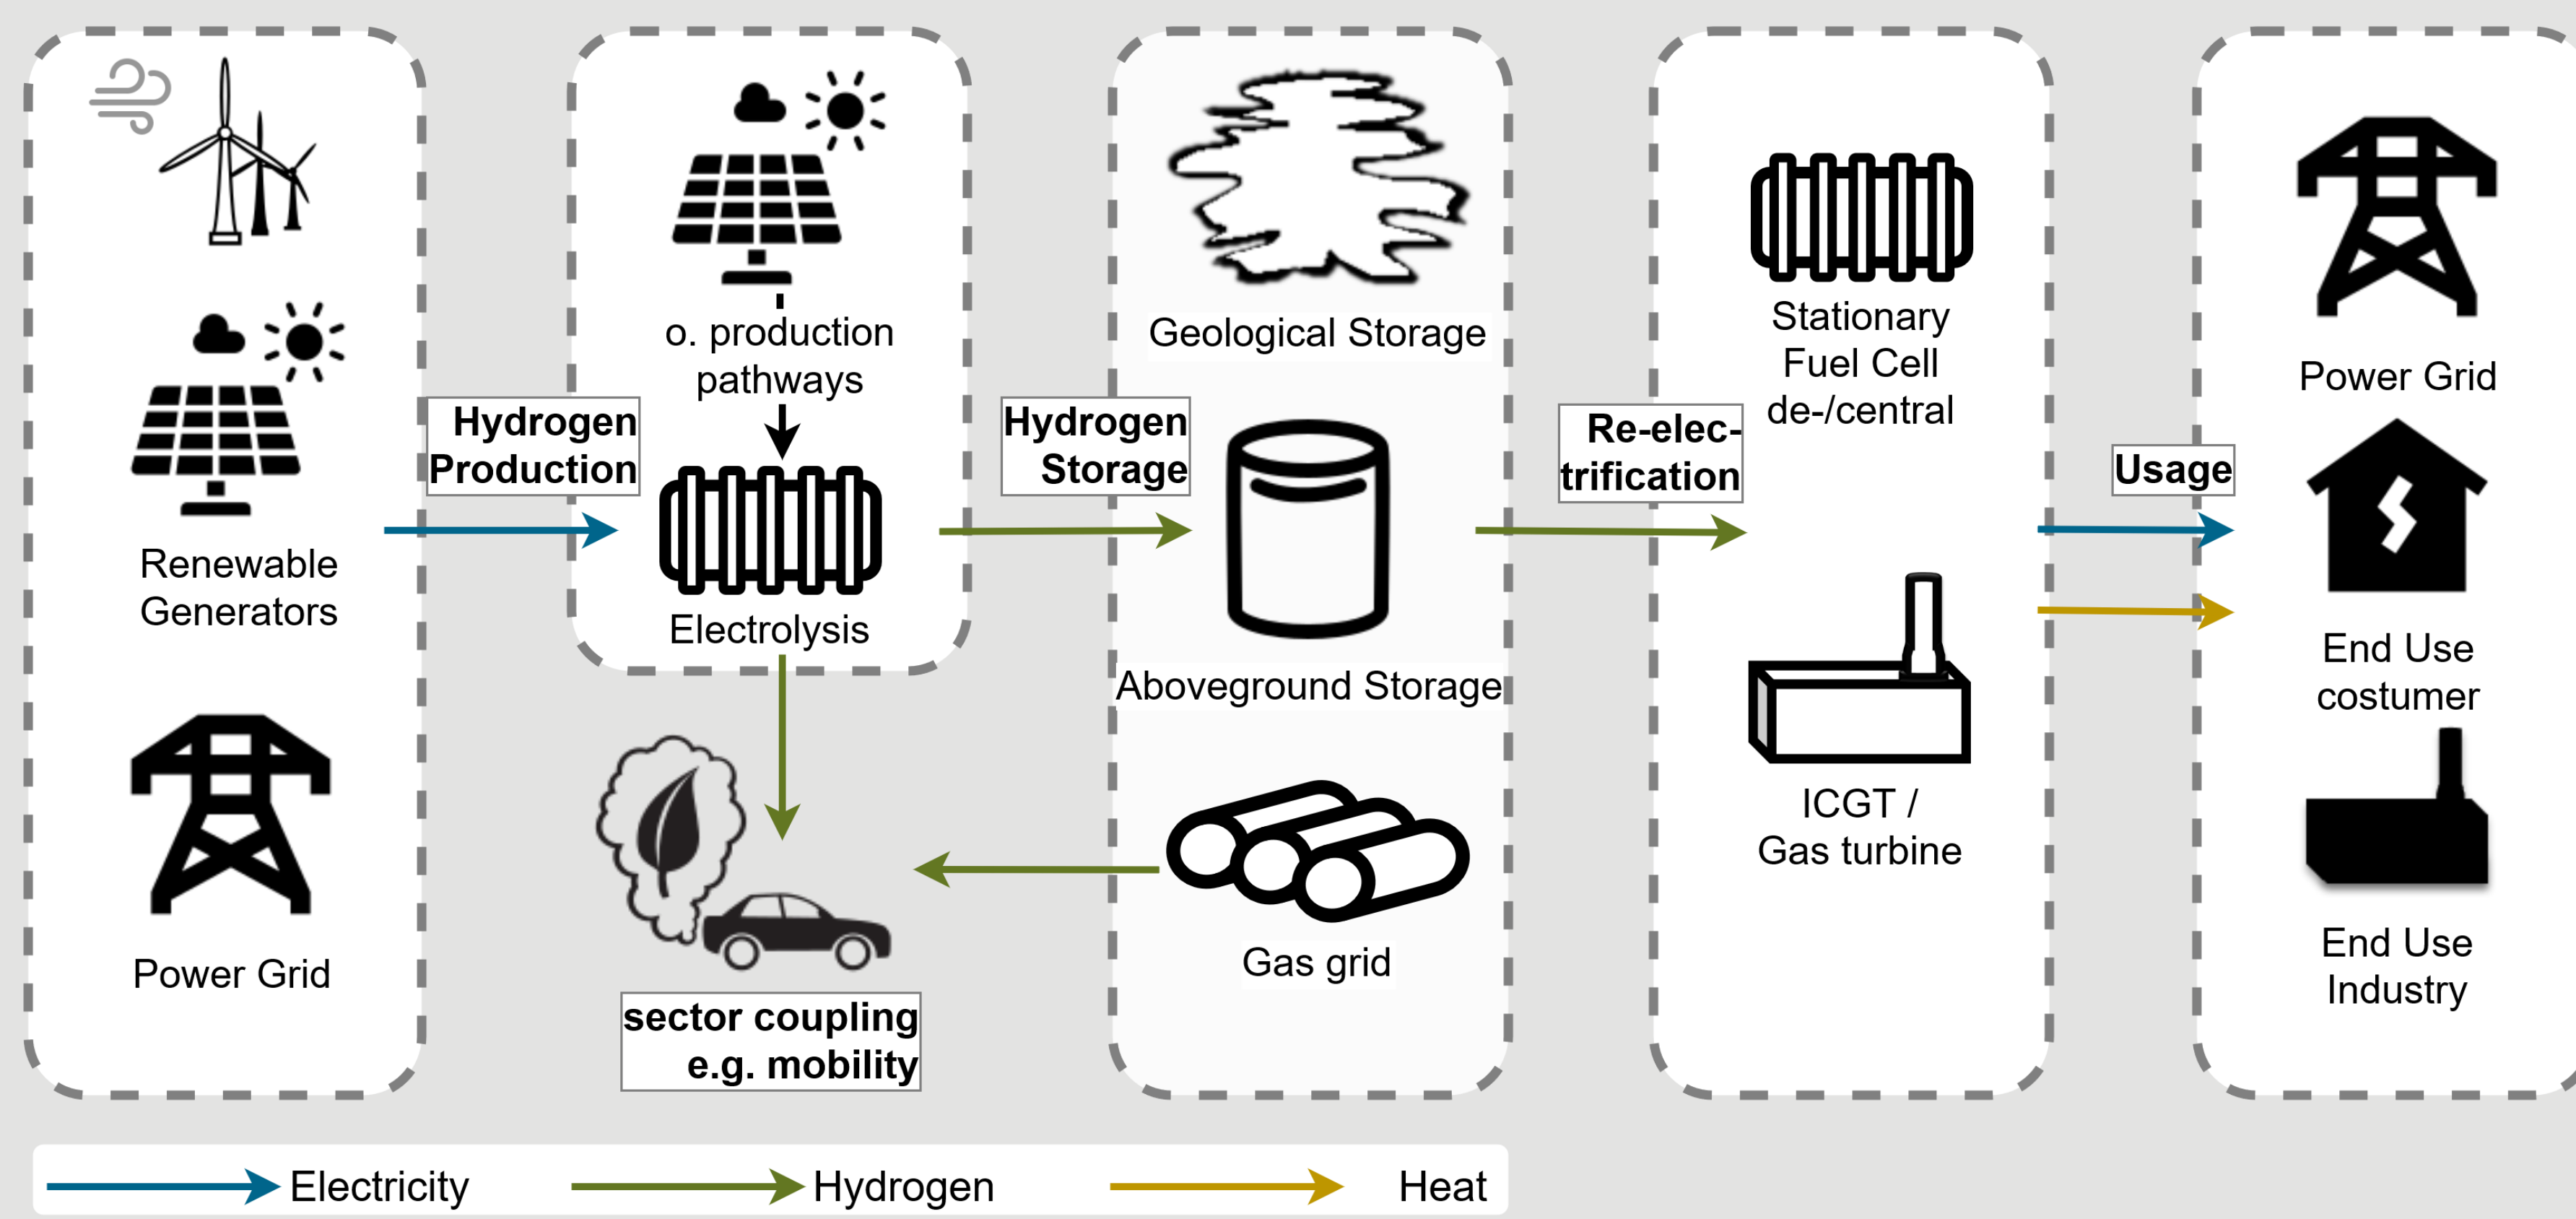 Renewable
Generators
Power Grid
Hydrogen
Production
o. production
pathways
Electrolysis
sector coupling
e.g. mobility
Hydrogen
Storage
Geological Storage
Aboveground Storage
Gas grid
Re-elec-
trification
Stationary
Fuel Cell
de-/central
ICGT /
Gas turbine
Usage
Power Grid
End Use
costumer
End Use
Industry
Electricity
Hydrogen
Heat